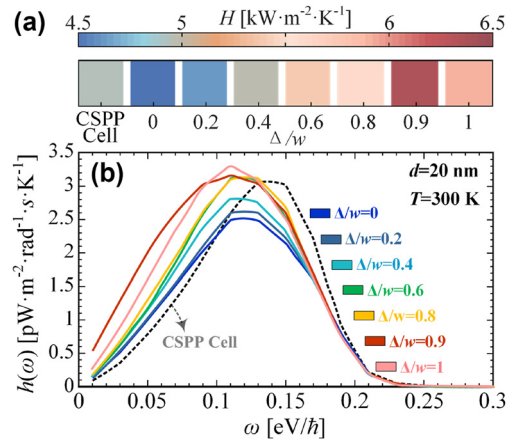 (a)
H [kW·m⁻²·K⁻¹]
4.5 5 5.5 6 6.5
CSPP Cell 0 0.2 0.4 0.6 0.8 0.9 1
Δ/w
(b)
d=20 nm
T=300 K
Δ/w=0
Δ/w=0.2
Δ/w=0.4
Δ/w=0.6
Δ/w=0.8
Δ/w=0.9
Δ/w=1
CSPP Cell
h(ω) [pW·m⁻²·rad⁻¹·s·K⁻¹]
3.5
3
2.5
2
1.5
1
0.5
0
0 0.05 0.1 0.15 0.2 0.25 0.3
ω [eV/ħ]